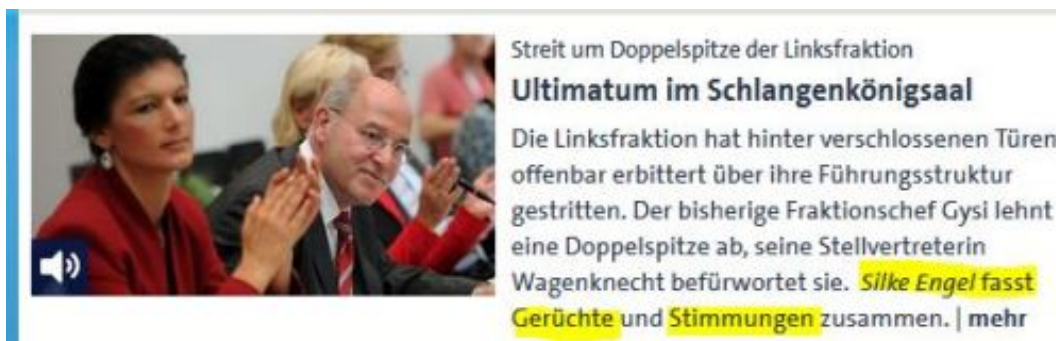 Streit um Doppelspitze der Linksfraktion
Ultimatum im Schlangenkönigsaal
Die Linksfraktion hat hinter verschlossenen Türen
offenbar erbittert über ihre Führungsstruktur
gestritten. Der bisherige Fraktionschef Gysi lehnt
eine Doppelspitze ab, seine Stellvertreterin
Wagenknecht befürwortet sie. Silke Engel fasst
Gerüchte und Stimmungen zusammen. | mehr